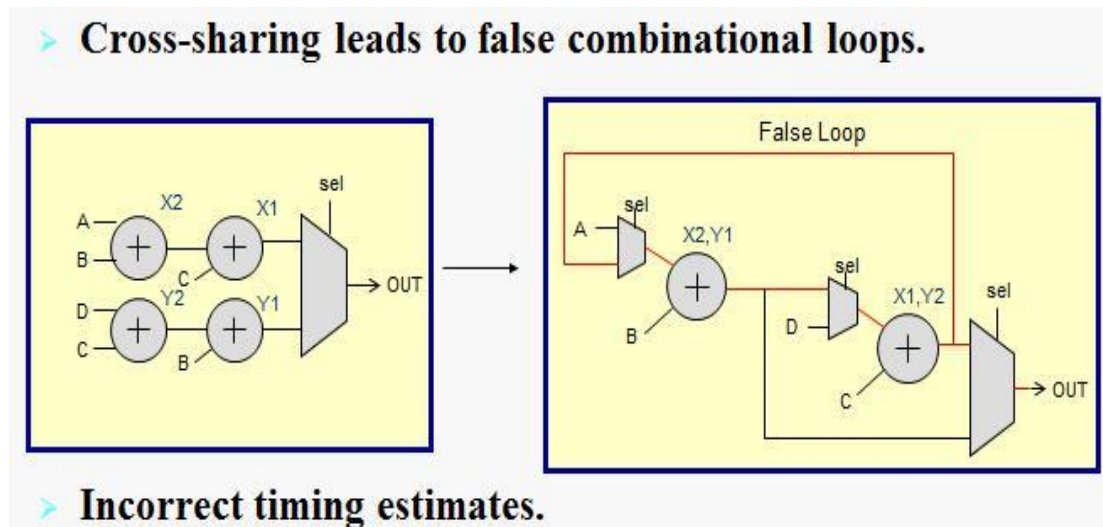 Cross-sharing leads to false combinational loops.
sel
X2
X1
A
B
C
OUT
D
Y2
Y1
C
B
False Loop
sel
A
X2,Y1
B
sel
D
X1,Y2
sel
C
OUT
Incorrect timing estimates.